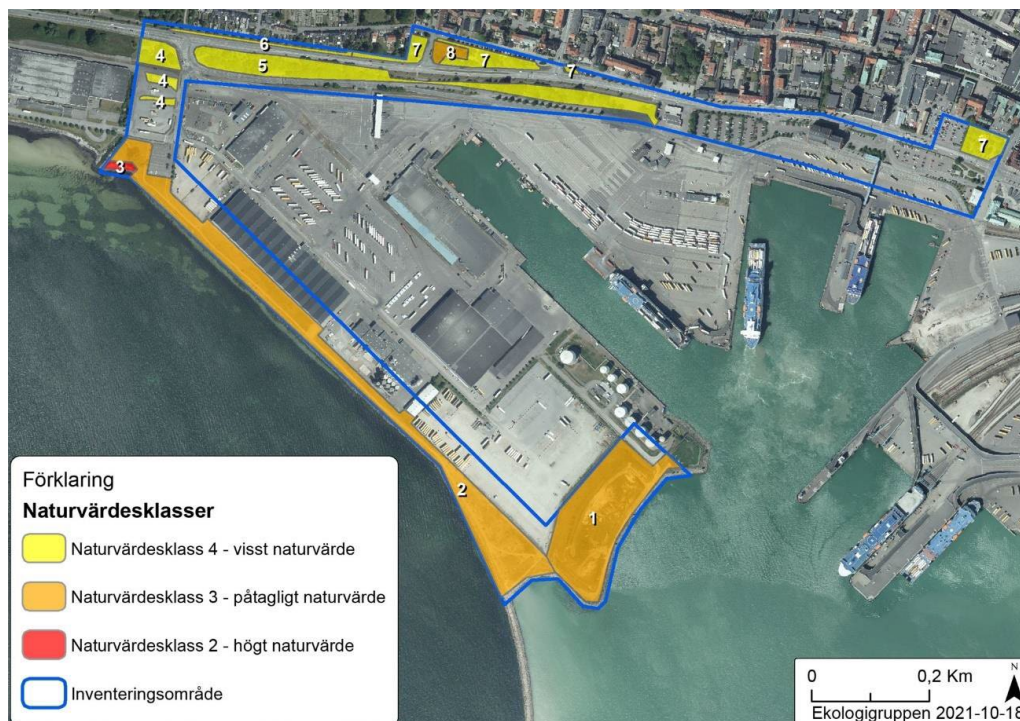 6
7
8
7
7
4
5
4
4
7
3
2
1
Förklaring
Naturvärdesklasser
Naturvärdesklass 4 - visst naturvärde
Naturvärdesklass 3 - påtagligt naturvärde
Naturvärdesklass 2 - högt naturvärde
Inventeringsområde
N
0 0,2 Km
Ekologigruppen 2021-10-18